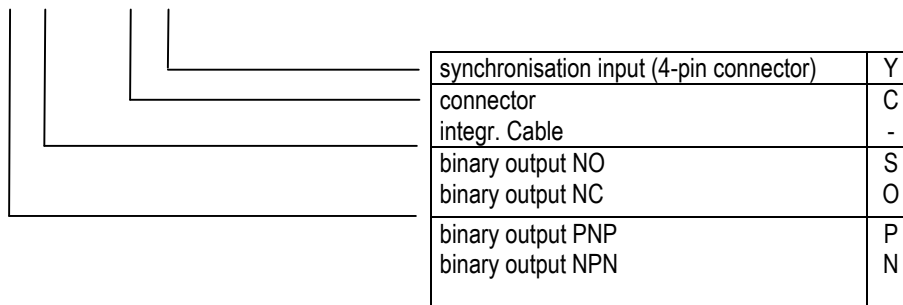 synchronisation input (4-pin connector) Y
connector C
integr. Cable -
binary output NO S
binary output NC O
binary output PNP P
binary output NPN N